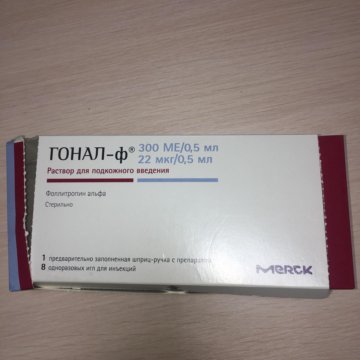 ГОНАЛ-ф® 300 МЕ/0,5 мл
22 мкг/0,5 мл
Раствор для подкожного введения
Фоллитропин альфа
Стерильно
1 предварительно заполненная шприц-ручка с препаратом
8 одноразовых игл для инъекций
MERCK